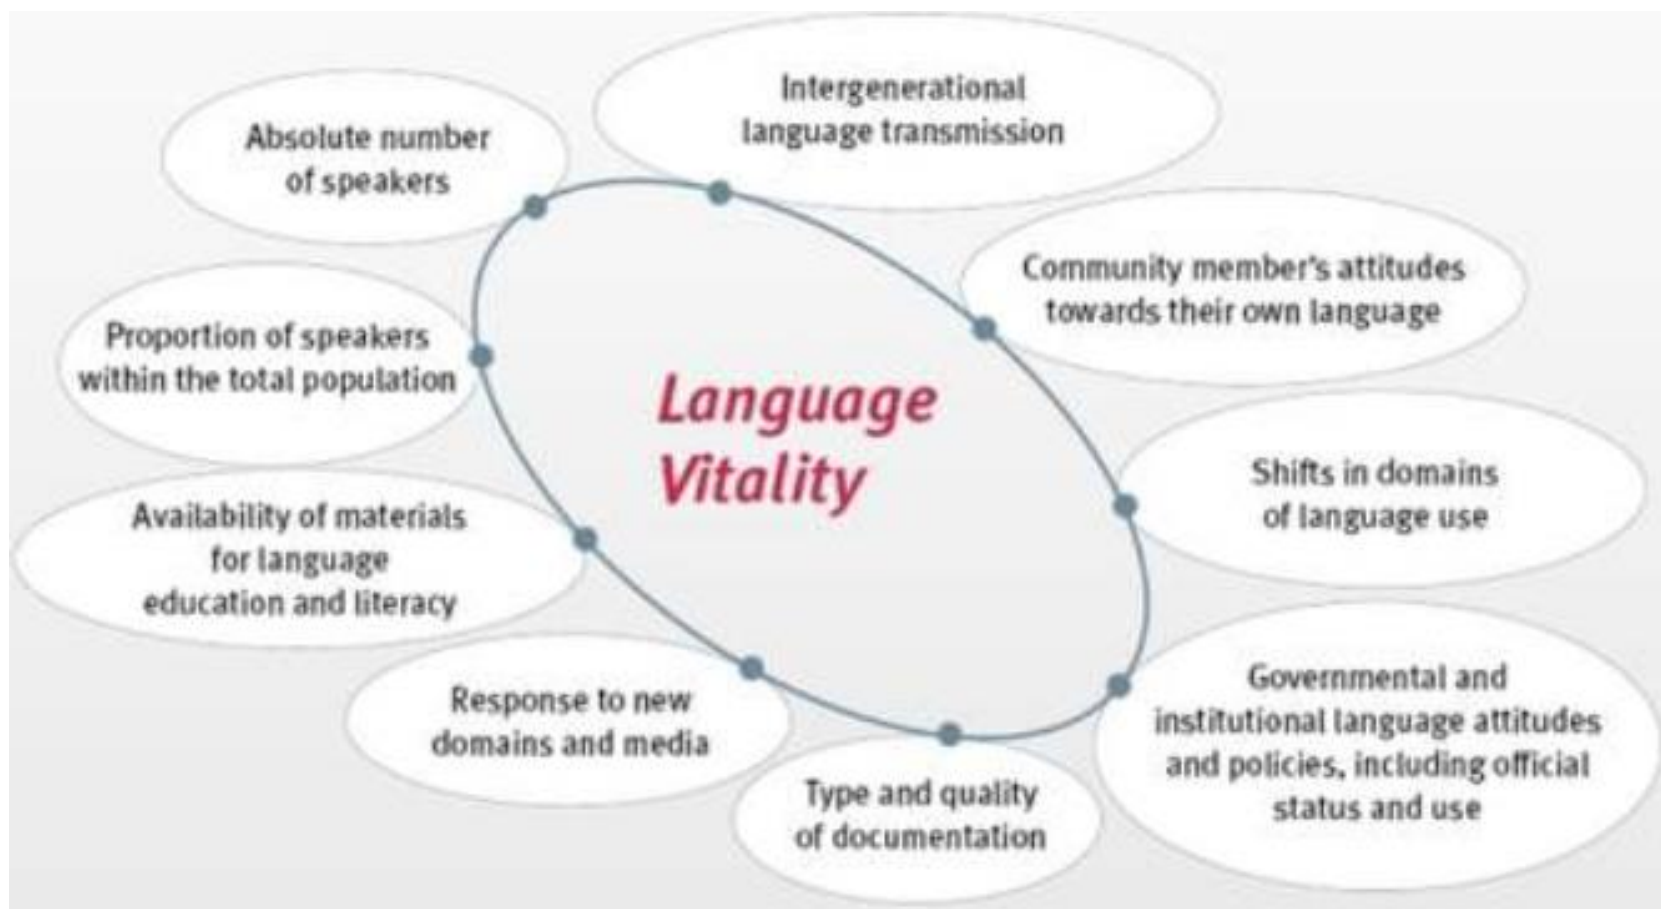 Intergenerational
language transmission
Absolute number
of speakers
Community member's attitudes
towards their own language
Proportion of speakers
within the total population
Language
Vitality
Shifts in domains
of language use
Availability of materials
for language
education and literacy
Governmental and
institutional language attitudes
and policies, including official
status and use
Response to new
domains and media
Type and quality
of documentation